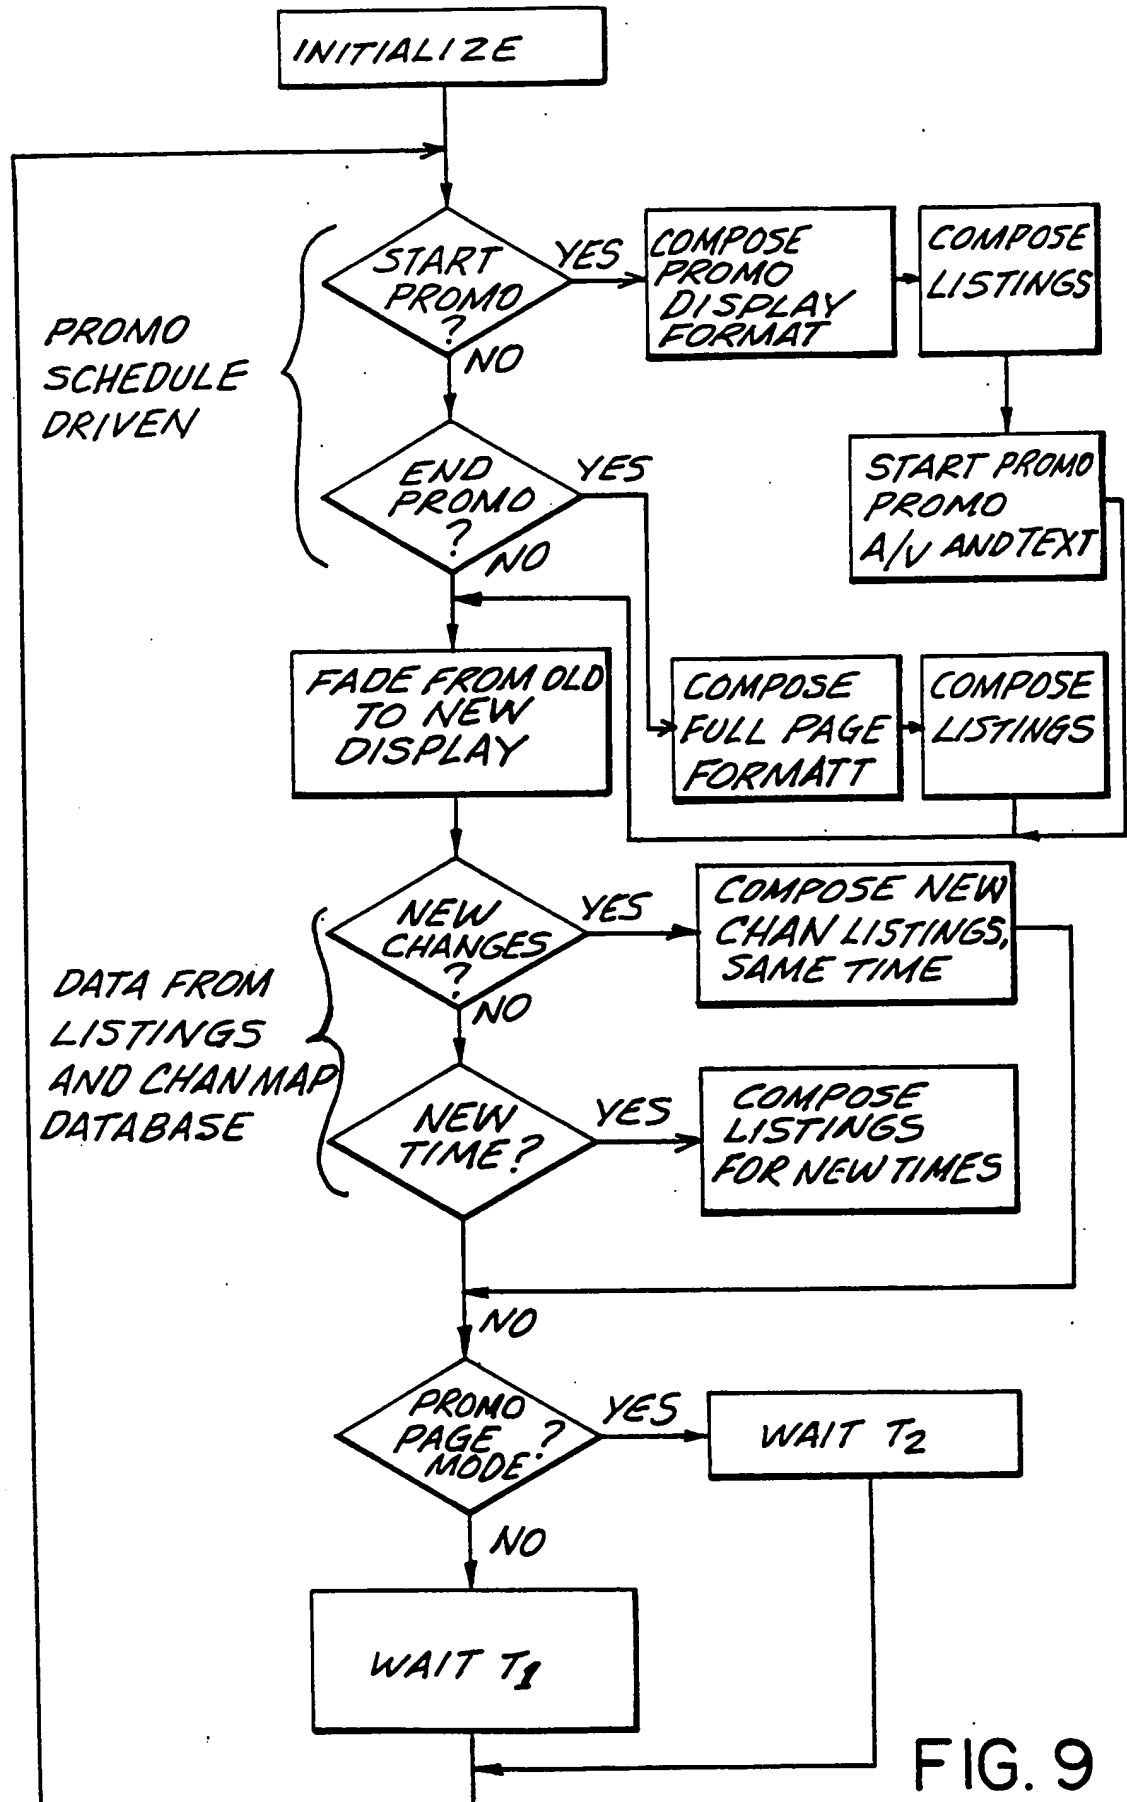 INITIALIZE
START
PROMO
?
YES
NO
COMPOSE
PROMO
DISPLAY
FORMAT
COMPOSE
LISTINGS
PROMO
SCHEDULE
DRIVEN
START PROMO
PROMO
A/V AND TEXT
END
PROMO
?
YES
NO
FADE FROM OLD
TO NEW
DISPLAY
COMPOSE
FULL PAGE
FORMATT
COMPOSE
LISTINGS
NEW
CHANGES
?
YES
NO
COMPOSE NEW
CHAN LISTINGS,
SAME TIME
DATA FROM
LISTINGS
AND CHAN MAP
DATABASE
NEW
TIME?
YES
COMPOSE
LISTINGS
FOR NEW TIMES
NO
PROMO
PAGE ?
MODE
YES
WAIT T2
NO
WAIT T1
FIG. 9